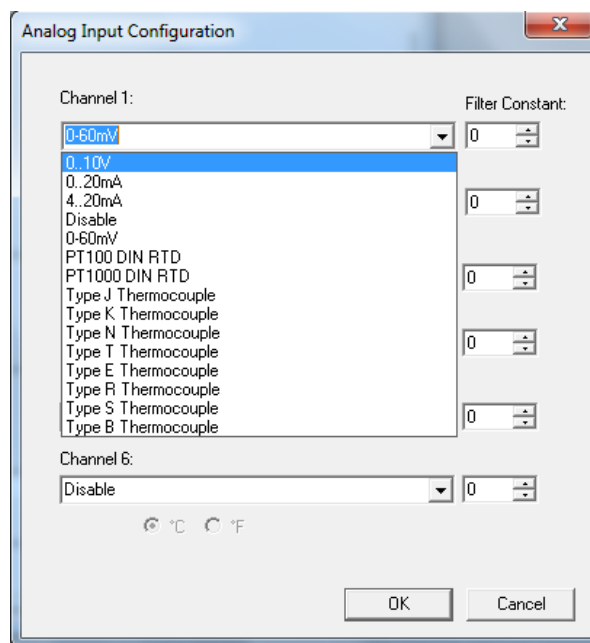 Analog Input Configuration
Channel 1:
Filter Constant:
0-60mV
0
0..10V
0..20mA
4..20mA
Disable
0-60mV
PT100 DIN RTD
PT1000 DIN RTD
Type J Thermocouple
Type K Thermocouple
Type N Thermocouple
Type T Thermocouple
Type E Thermocouple
Type R Thermocouple
Type S Thermocouple
Type B Thermocouple
0
0
0
0
Channel 6:
Disable
0
°C
°F
OK
Cancel